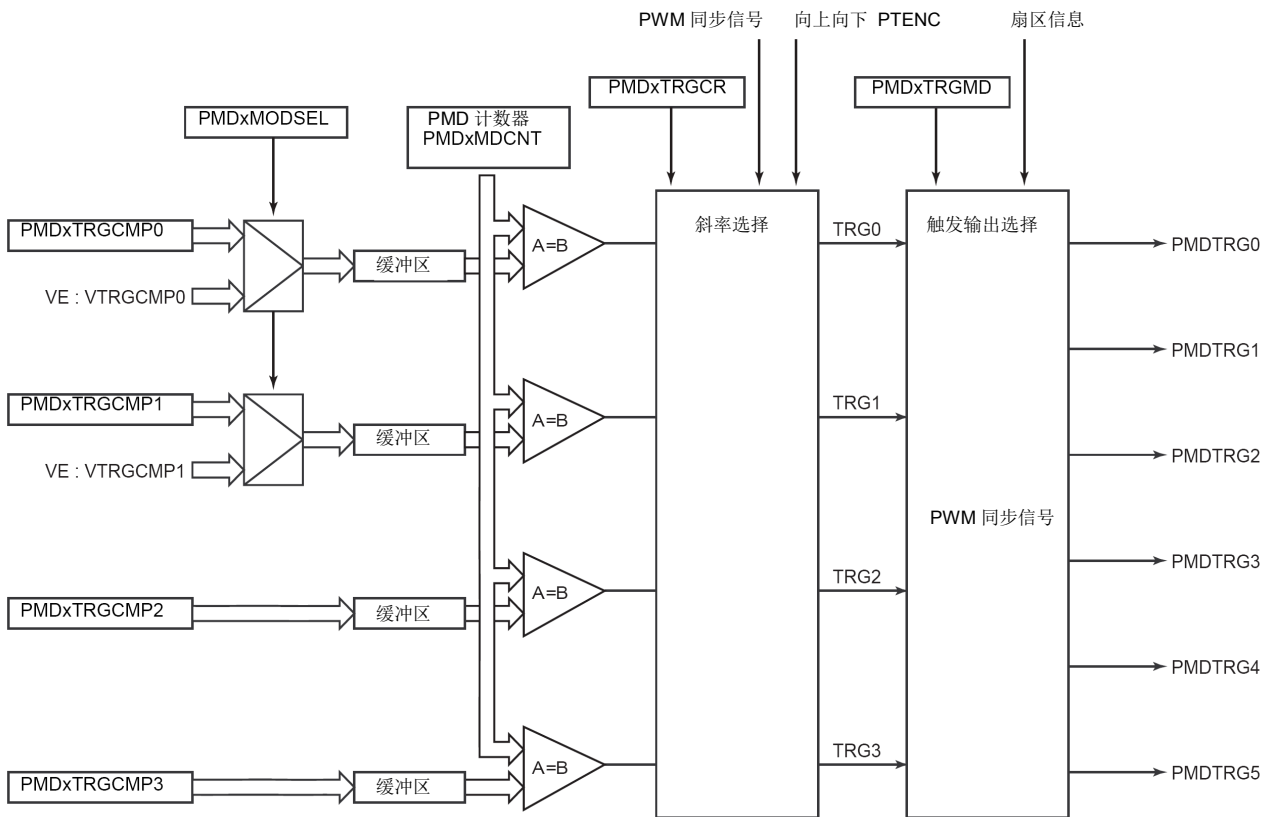 PWM 同步信号
向上向下 PTENC
扇区信息
PMDxTRGCR
PMDxTRGMD
PMDxMODSEL
PMD 计数器
PMDxMDCNT
PMDxTRGCMP0
VE : VTRGCMP0
缓冲区
A=B
斜率选择
TRG0
触发输出选择
PMDTRG0
PMDTRG1
PMDxTRGCMP1
VE : VTRGCMP1
缓冲区
A=B
TRG1
PMDTRG2
PWM 同步信号
PMDTRG3
PMDxTRGCMP2
缓冲区
A=B
TRG2
PMDTRG4
PMDxTRGCMP3
缓冲区
A=B
TRG3
PMDTRG5